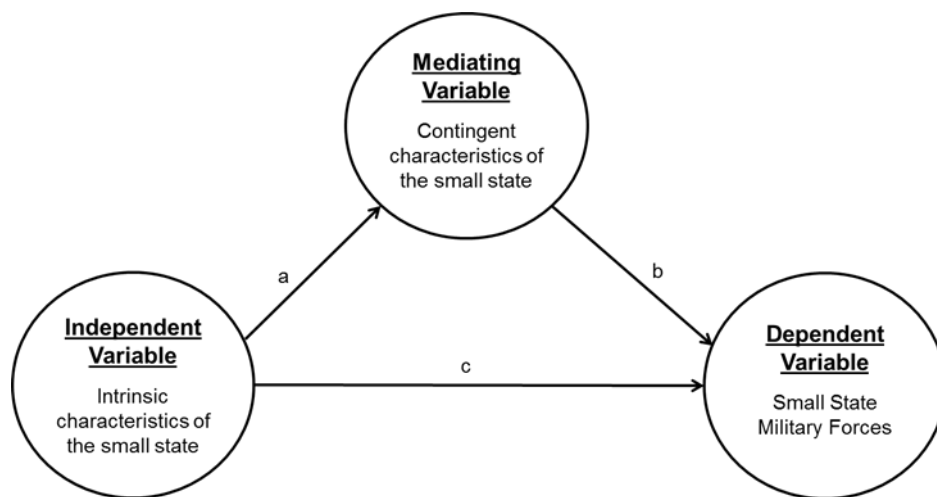 Mediating
Variable
Contingent
characteristics of
the small state
a
b
Independent
Variable
Intrinsic
characteristics of
the small state
c
Dependent
Variable
Small State
Military Forces